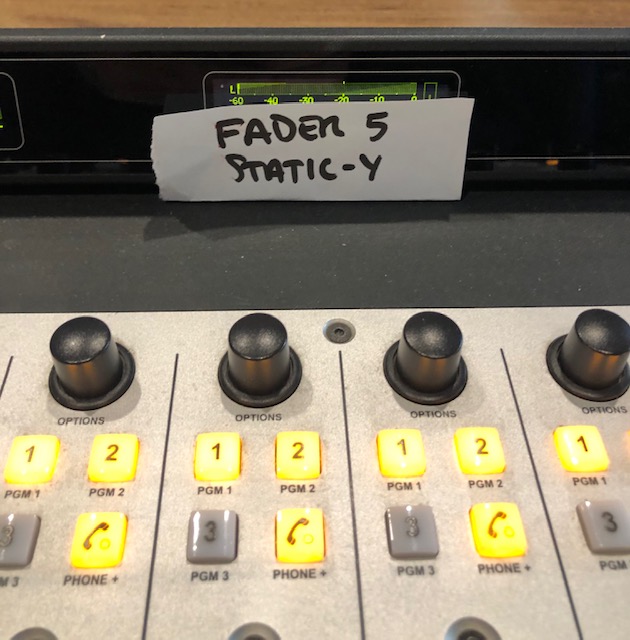 L
-60 -40 -30 -20 -10 0
FADER 5
STATIC-Y
OPTIONS OPTIONS OPTIONS OPTIONS
1 2 1 2 1 2 1
PGM 1 PGM 2 PGM 1 PGM 2 PGM 1 PGM 2 PGM 1
3 3 3 3
M 3 PHONE + PGM 3 PHONE + PGM 3 PHONE + PGM